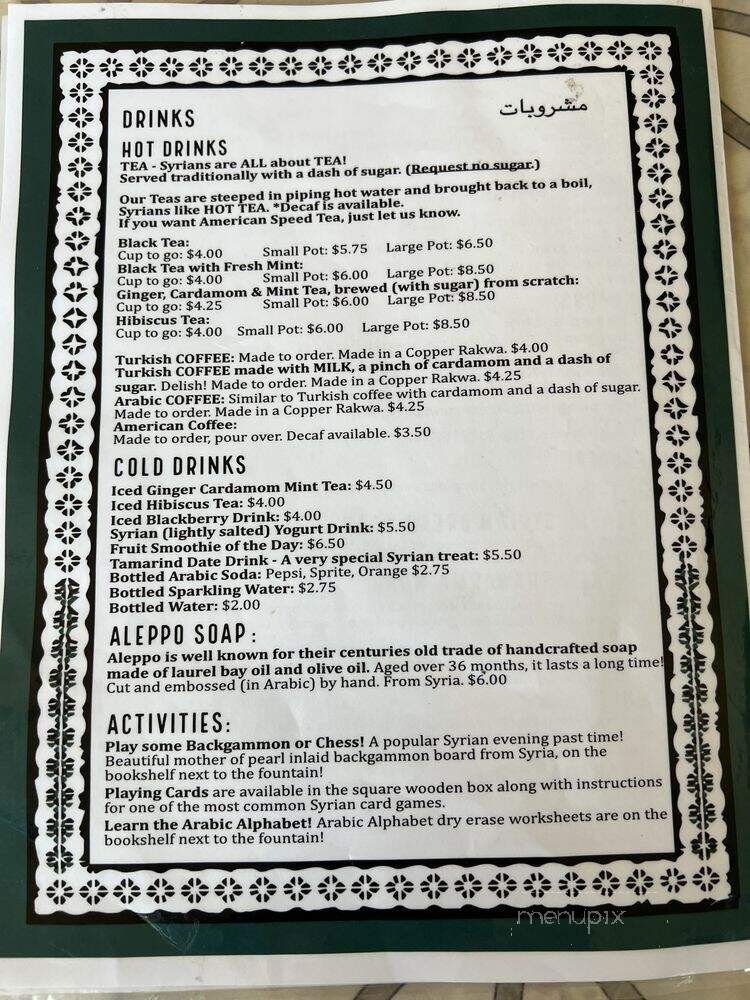 DRINKS
مشروبات
HOT DRINKS
TEA - Syrians are ALL about TEA!
Served traditionally with a dash of sugar. (Request no sugar.)
Our Teas are steeped in piping hot water and brought back to a boil,
Syrians like HOT TEA. *Decaf is available.
If you want American Speed Tea, just let us know.
Black Tea:
Cup to go: $4.00 Small Pot: $5.75 Large Pot: $6.50
Black Tea with Fresh Mint:
Cup to go: $4.00 Small Pot: $6.00 Large Pot: $8.50
Ginger, Cardamom & Mint Tea, brewed (with sugar) from scratch:
Cup to go: $4.25 Small Pot: $6.00 Large Pot: $8.50
Hibiscus Tea:
Cup to go: $4.00 Small Pot: $6.00 Large Pot: $8.50
Turkish COFFEE: Made to order. Made in a Copper Rakwa. $4.00
Turkish COFFEE made with MILK, a pinch of cardamom and a dash of
sugar. Delish! Made to order. Made in a Copper Rakwa. $4.25
Arabic COFFEE: Similar to Turkish coffee with cardamom and a dash of sugar.
Made to order. Made in a Copper Rakwa. $4.25
American Coffee:
Made to order, pour over. Decaf available. $3.50
COLD DRINKS
Iced Ginger Cardamom Mint Tea: $4.50
Iced Hibiscus Tea: $4.00
Iced Blackberry Drink: $4.00
Syrian (lightly salted) Yogurt Drink: $5.50
Fruit Smoothie of the Day: $6.50
Tamarind Date Drink - A very special Syrian treat: $5.50
Bottled Arabic Soda: Pepsi, Sprite, Orange $2.75
Bottled Sparkling Water: $2.75
Bottled Water: $2.00
ALEPPO SOAP :
Aleppo is well known for their centuries old trade of handcrafted soap
made of laurel bay oil and olive oil. Aged over 36 months, it lasts a long time!
Cut and embossed (in Arabic) by hand. From Syria. $6.00
ACTIVITIES:
Play some Backgammon or Chess! A popular Syrian evening past time!
Beautiful mother of pearl inlaid backgammon board from Syria, on the
bookshelf next to the fountain!
Playing Cards are available in the square wooden box along with instructions
for one of the most common Syrian card games.
Learn the Arabic Alphabet! Arabic Alphabet dry erase worksheets are on the
bookshelf next to the fountain!
menupix